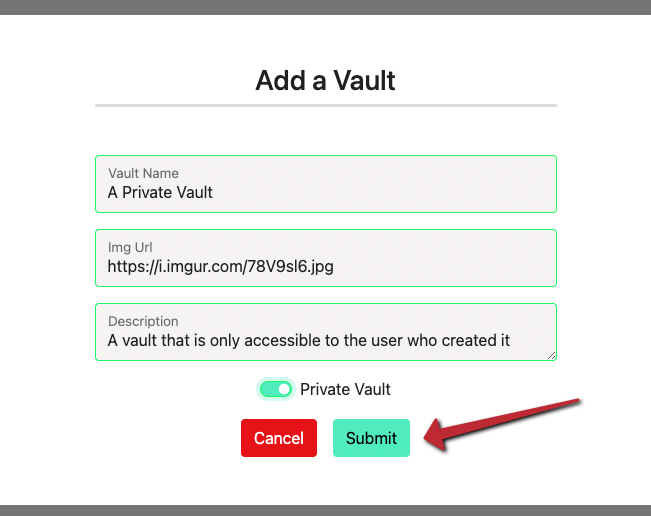 Add a Vault
Vault Name
A Private Vault
Img Url
https://i.imgur.com/78V9sl6.jpg
Description
A vault that is only accessible to the user who created it
Private Vault
Cancel Submit